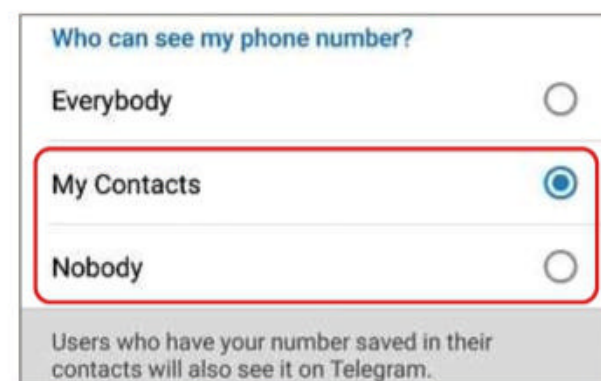 Who can see my phone number?
Everybody
My Contacts
Nobody
Users who have your number saved in their
contacts will also see it on Telegram.